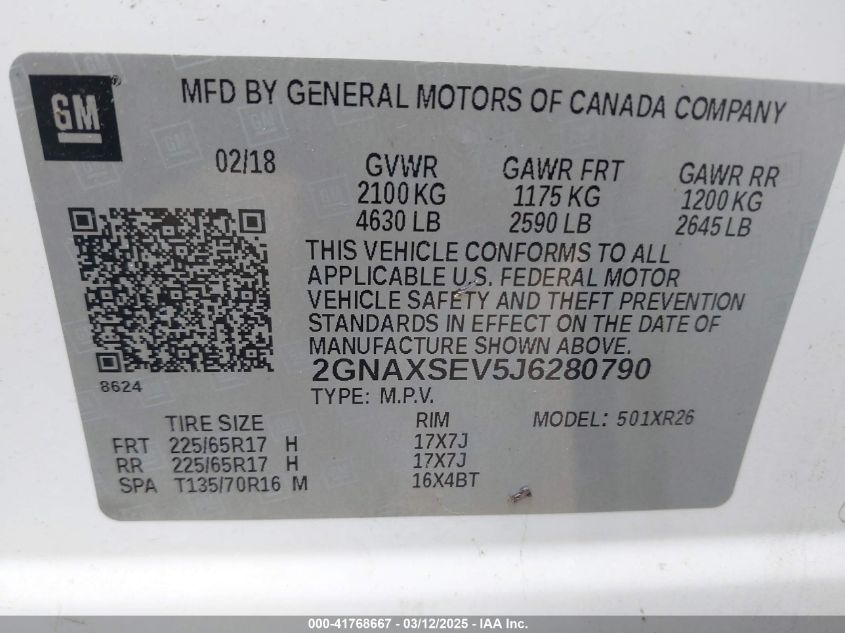 GM
MFD BY GENERAL MOTORS OF CANADA COMPANY
02/18 GVWR GAWR FRT GAWR RR
2100 KG 1175 KG 1200 KG
4630 LB 2590 LB 2645 LB
THIS VEHICLE CONFORMS TO ALL
APPLICABLE U.S. FEDERAL MOTOR
VEHICLE SAFETY AND THEFT PREVENTION
STANDARDS IN EFFECT ON THE DATE OF
MANUFACTURE SHOWN ABOVE.
8624 2GNAXSEV5J6280790
TYPE: M.P.V.
TIRE SIZE RIM MODEL: 501XR26
FRT 225/65R17 H 17X7J
RR 225/65R17 H 17X7J
SPA T135/70R16 M 16X4BT
000-41768667 - 03/12/2025 - IAA Inc.